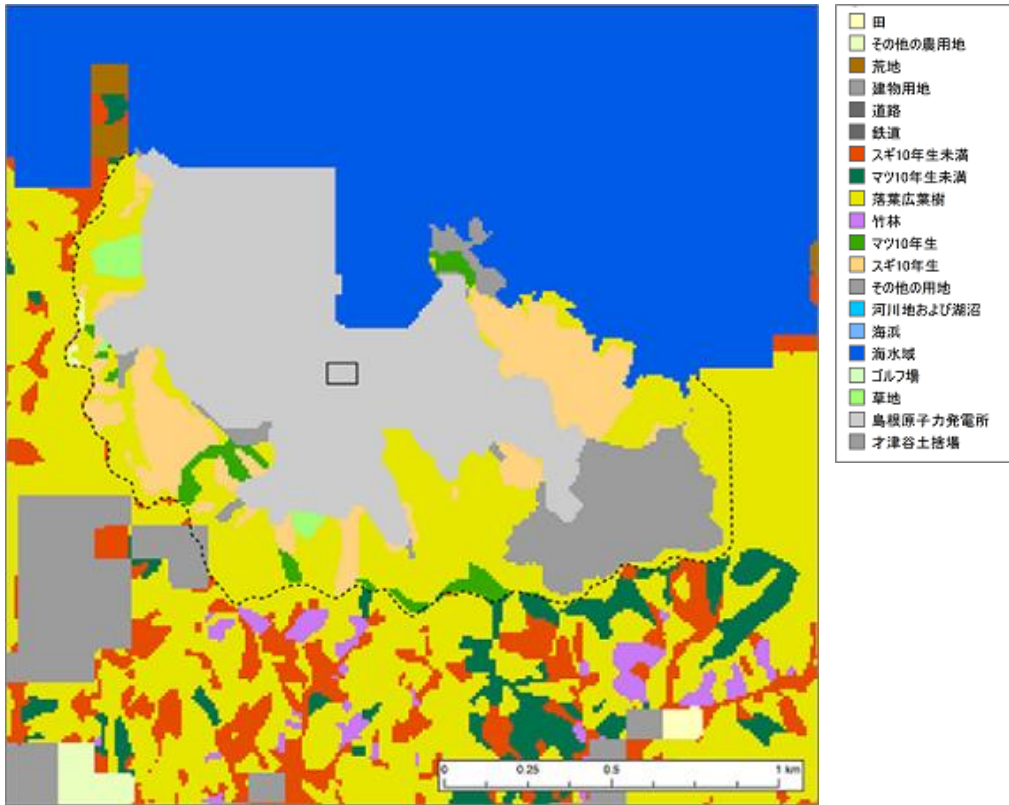 田
その他の農用地
荒地
建物用地
道路
鉄道
スギ10年生未満
マツ10年生未満
落葉広葉樹
竹林
マツ10年生
スギ10年生
その他の用地
河川地および湖沼
海浜
海水域
ゴルフ場
草地
島根原子力発電所
才津谷土捨場
0 0.25 0.5 1 km